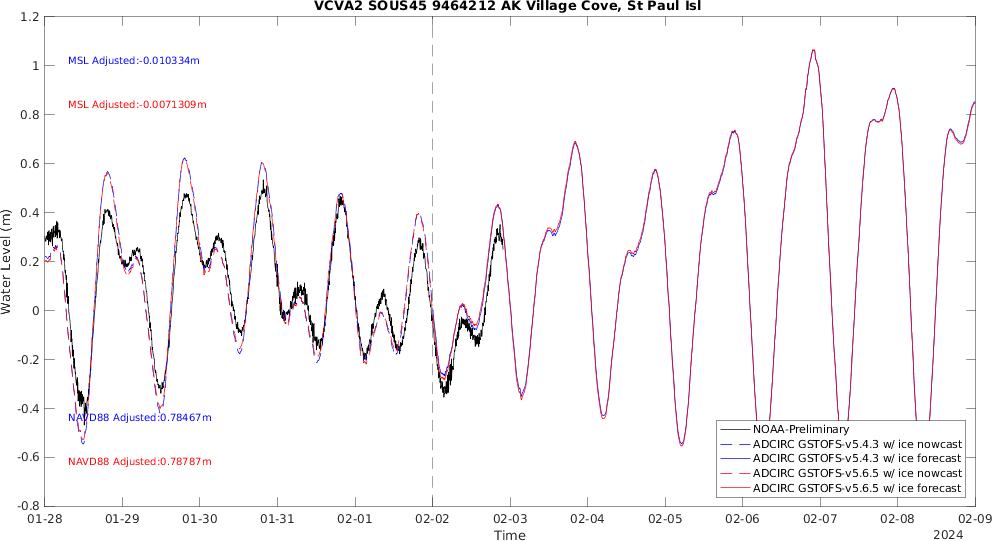 VCVA2 SOUS45 9464212 AK Village Cove, St Paul Isl
1.2
1
0.8
0.6
0.4
0.2
0
-0.2
-0.4
-0.6
-0.8
Water Level (m)
MSL Adjusted:-0.010334m
MSL Adjusted:-0.0071309m
NAVD88 Adjusted:0.78467m
NAVD88 Adjusted:0.78787m
NOAA-Preliminary
ADCIRC GSTOFS-v5.4.3 w/ ice nowcast
ADCIRC GSTOFS-v5.4.3 w/ ice forecast
ADCIRC GSTOFS-v5.6.5 w/ ice nowcast
ADCIRC GSTOFS-v5.6.5 w/ ice forecast
01-28 01-29 01-30 01-31 02-01 02-02 02-03 02-04 02-05 02-06 02-07 02-08 02-09
Time
2024